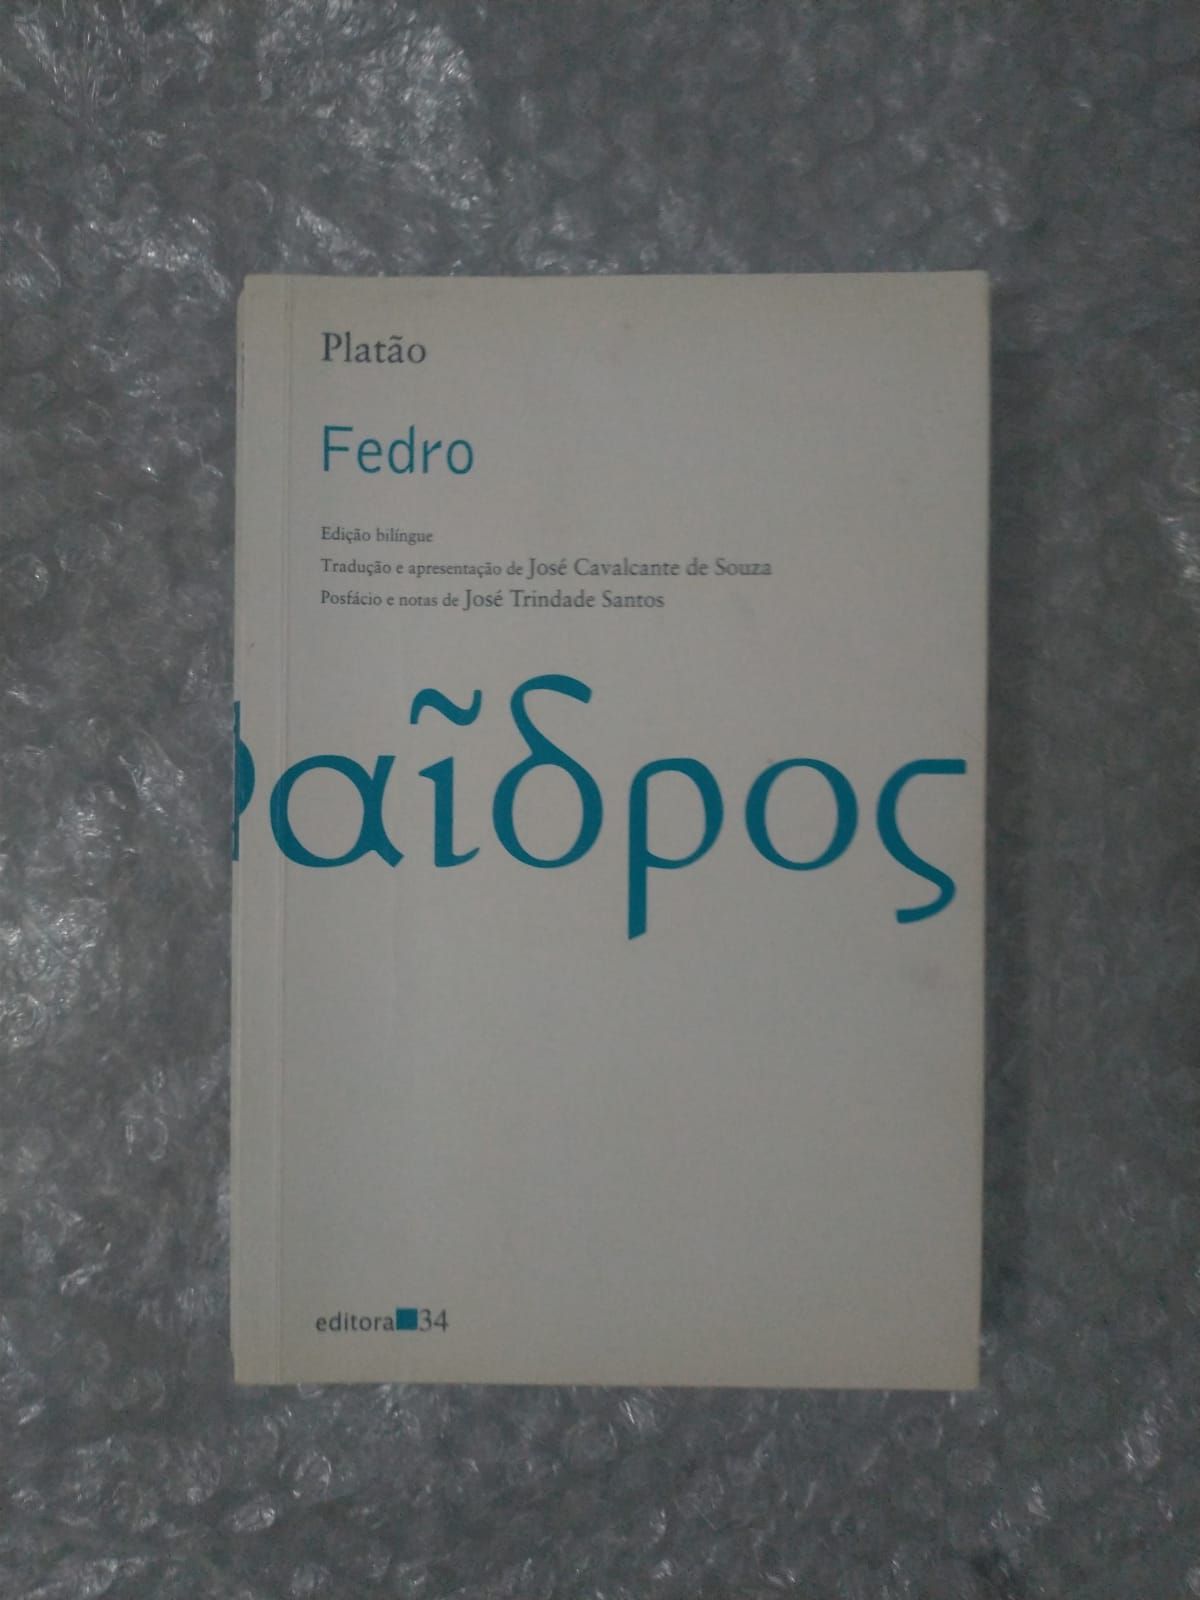 Platão
Fedro
Edição bilíngue
Tradução e apresentação de José Cavalcante de Souza
Posfácio e notas de José Trindade Santos
Φαῖδρος
editora 34